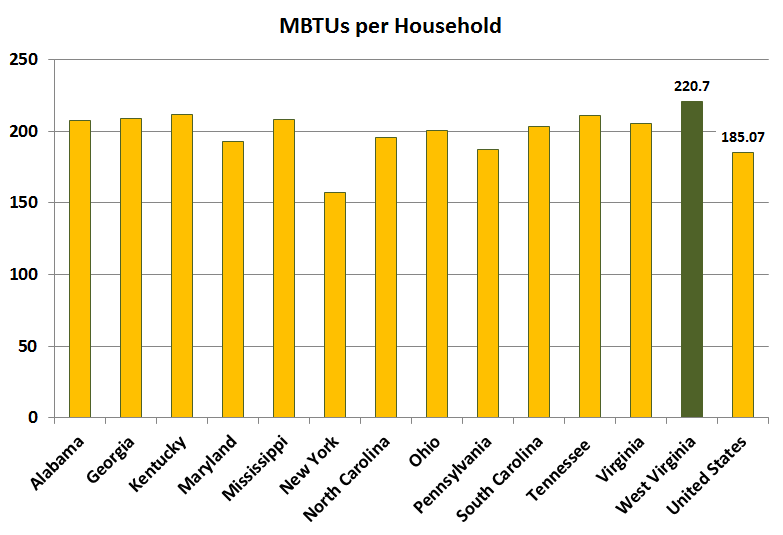 MBTUs per Household
250
200
150
100
50
0
220.7
185.07
Alabama
Georgia
Kentucky
Maryland
Mississippi
New York
North Carolina
Ohio
Pennsylvania
South Carolina
Tennessee
Virginia
West Virginia
United States